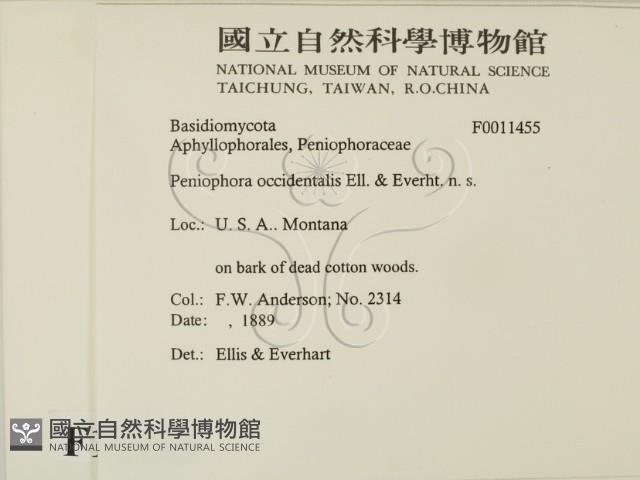 國立自然科學博物館
NATIONAL MUSEUM OF NATURAL SCIENCE
TAICHUNG, TAIWAN, R.O.CHINA
Basidiomycota F0011455
Aphyllophorales, Peniophoraceae
Peniophora occidentalis Ell. & Everht. n. s.
Loc.: U. S. A.. Montana
on bark of dead cotton woods.
Col.: F.W. Anderson; No. 2314
Date: , 1889
Det.: Ellis & Everhart
國立自然科學博物館
NATIONAL MUSEUM OF NATURAL SCIENCE
F